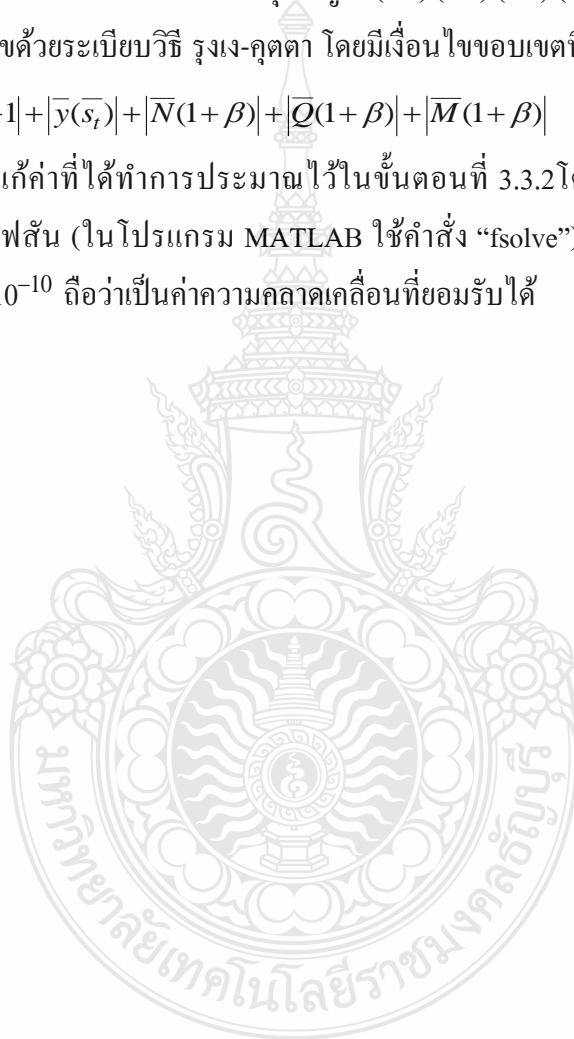 ขด้วยระเบียบวิธี รุงเง-คุตตา โดยมีเงื่อนไขขอบเขตที
1|+|y̅(s̅ₜ)|+|N̅(1+β)|+|Q̅(1+β)|+|M̅(1+β)|
แก้ค่าที่ได้ทำการประมาณไว้ในขั้นตอนที่ 3.3.2โด
ฟสัน (ในโปรแกรม MATLAB ใช้คำสั่ง “fsolve”)
0⁻¹⁰ ถือว่าเป็นค่าความคลาดเคลื่อนที่ยอมรับได้
มหาวิทยาลัยเทคโนโลยีราชมงคลธัญบุรี